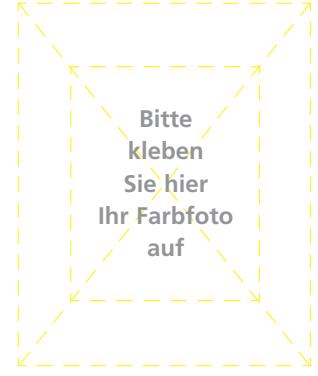 Bitte
kleben
Sie hier
Ihr Farbfoto
auf